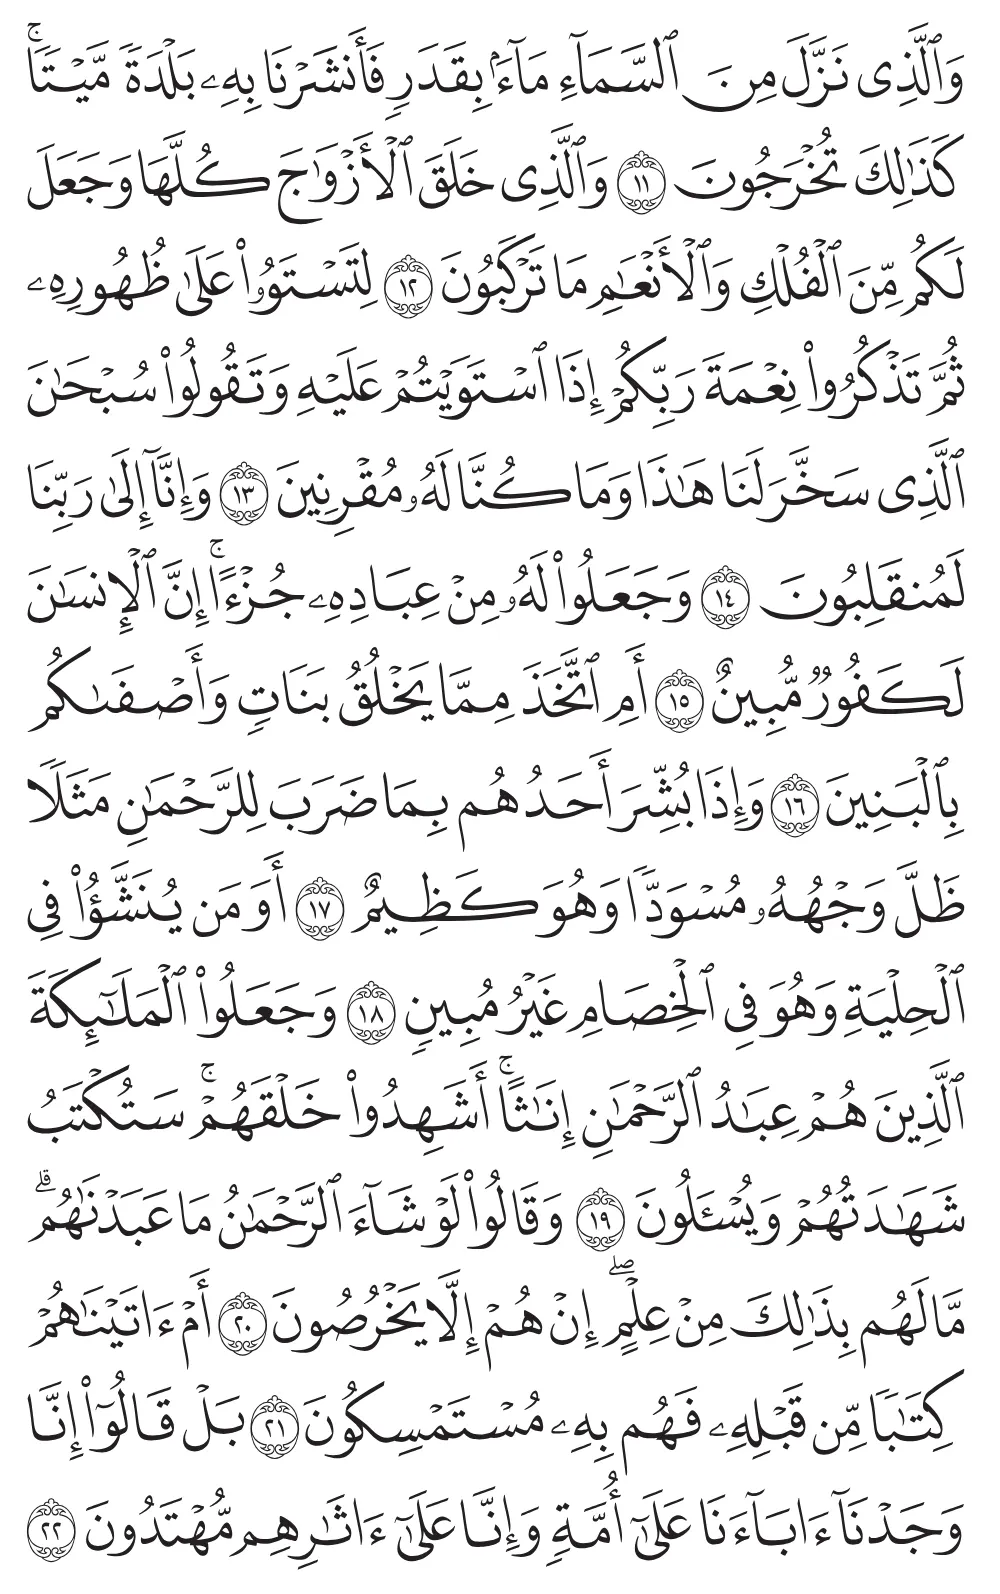 وَٱلَّذِى نَزَّلَ مِنَ ٱلسَّمَآءِ مَآءًۢ بِقَدَرٍ فَأَنشَرْنَا بِهِۦ بَلْدَةً مَّيْتًا ۚ
كَذَٰلِكَ تُخْرَجُونَ ١١ وَٱلَّذِى خَلَقَ ٱلْأَزْوَٰجَ كُلَّهَا وَجَعَلَ
لَكُم مِّنَ ٱلْفُلْكِ وَٱلْأَنْعَٰمِ مَا تَرْكَبُونَ ١٢ لِتَسْتَوُۥا۟ عَلَىٰ ظُهُورِهِۦ
ثُمَّ تَذْكُرُوا۟ نِعْمَةَ رَبِّكُمْ إِذَا ٱسْتَوَيْتُمْ عَلَيْهِ وَتَقُولُوا۟ سُبْحَٰنَ
ٱلَّذِى سَخَّرَ لَنَا هَٰذَا وَمَا كُنَّا لَهُۥ مُقْرِنِينَ ١٣ وَإِنَّآ إِلَىٰ رَبِّنَا
لَمُنقَلِبُونَ ١٤ وَجَعَلُوا۟ لَهُۥ مِنْ عِبَادِهِۦ جُزْءًا ۚ إِنَّ ٱلْإِنسَٰنَ
لَكَفُورٌ مُّبِينٌ ١٥ أَمِ ٱتَّخَذَ مِمَّا يَخْلُقُ بَنَاتٍ وَأَصْفَىٰكُم
بِٱلْبَنِينَ ١٦ وَإِذَا بُشِّرَ أَحَدُهُم بِمَا ضَرَبَ لِلرَّحْمَٰنِ مَثَلًا
ظَلَّ وَجْهُهُۥ مُسْوَدًّا وَهُوَ كَظِيمٌ ١٧ أَوَمَن يُنَشَّؤُا۟ فِى
ٱلْحِلْيَةِ وَهُوَ فِى ٱلْخِصَامِ غَيْرُ مُبِينٍ ١٨ وَجَعَلُوا۟ ٱلْمَلَٰٓئِكَةَ
ٱلَّذِينَ هُمْ عِبَٰدُ ٱلرَّحْمَٰنِ إِنَٰثًا ۚ أَشَهِدُوا۟ خَلْقَهُمْ ۚ سَتُكْتَبُ
شَهَٰدَتُهُمْ وَيُسْـَٔلُونَ ١٩ وَقَالُوا۟ لَوْ شَآءَ ٱلرَّحْمَٰنُ مَا عَبَدْنَٰهُم ۗ
مَّا لَهُم بِذَٰلِكَ مِنْ عِلْمٍ ۖ إِنْ هُمْ إِلَّا يَخْرُصُونَ ٢٠ أَمْ ءَاتَيْنَٰهُمْ
كِتَٰبًا مِّن قَبْلِهِۦ فَهُم بِهِۦ مُسْتَمْسِكُونَ ٢١ بَلْ قَالُوٓا۟ إِنَّا
وَجَدْنَآ ءَابَآءَنَا عَلَىٰٓ أُمَّةٍ وَإِنَّا عَلَىٰٓ ءَاثَٰرِهِم مُّهْتَدُونَ ٢٢